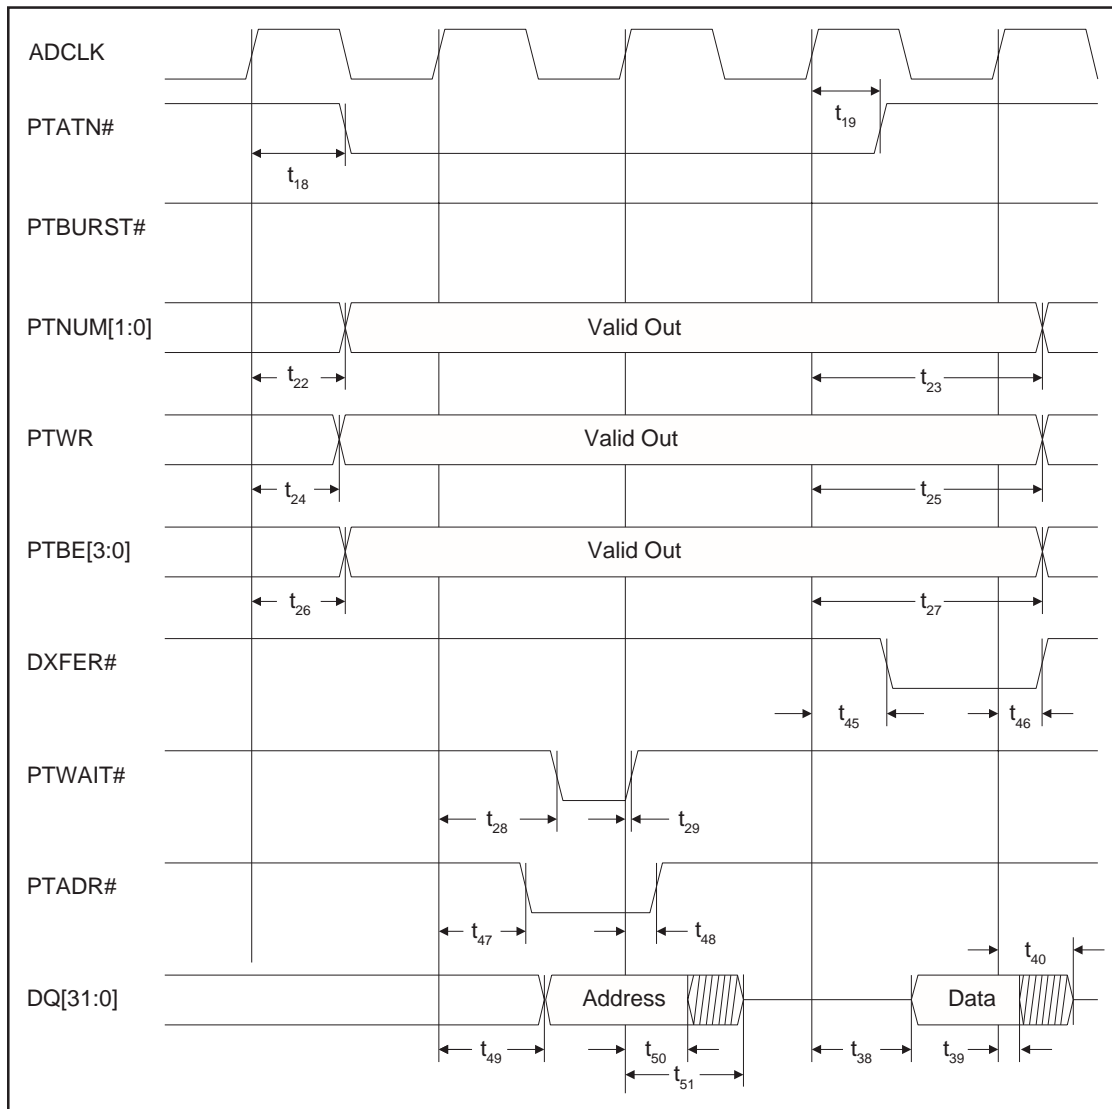 ADCLK
PTATN#
t19
t18
PTBURST#
PTNUM[1:0]
Valid Out
t22
t23
PTWR
Valid Out
t24
t25
PTBE[3:0]
Valid Out
t26
t27
DXFER#
t45
t46
PTWAIT#
t28
t29
PTADR#
t47
t48
t40
DQ[31:0]
Address
Data
t49
t50
t38
t39
t51